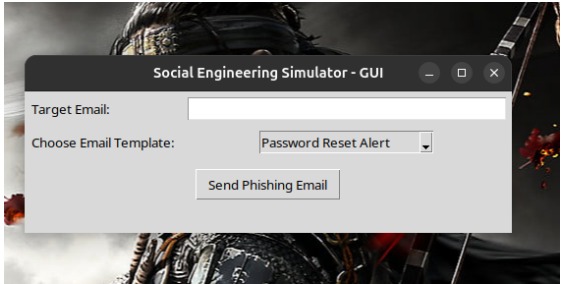 Social Engineering Simulator - GUI
Target Email:
Choose Email Template: Password Reset Alert
Send Phishing Email